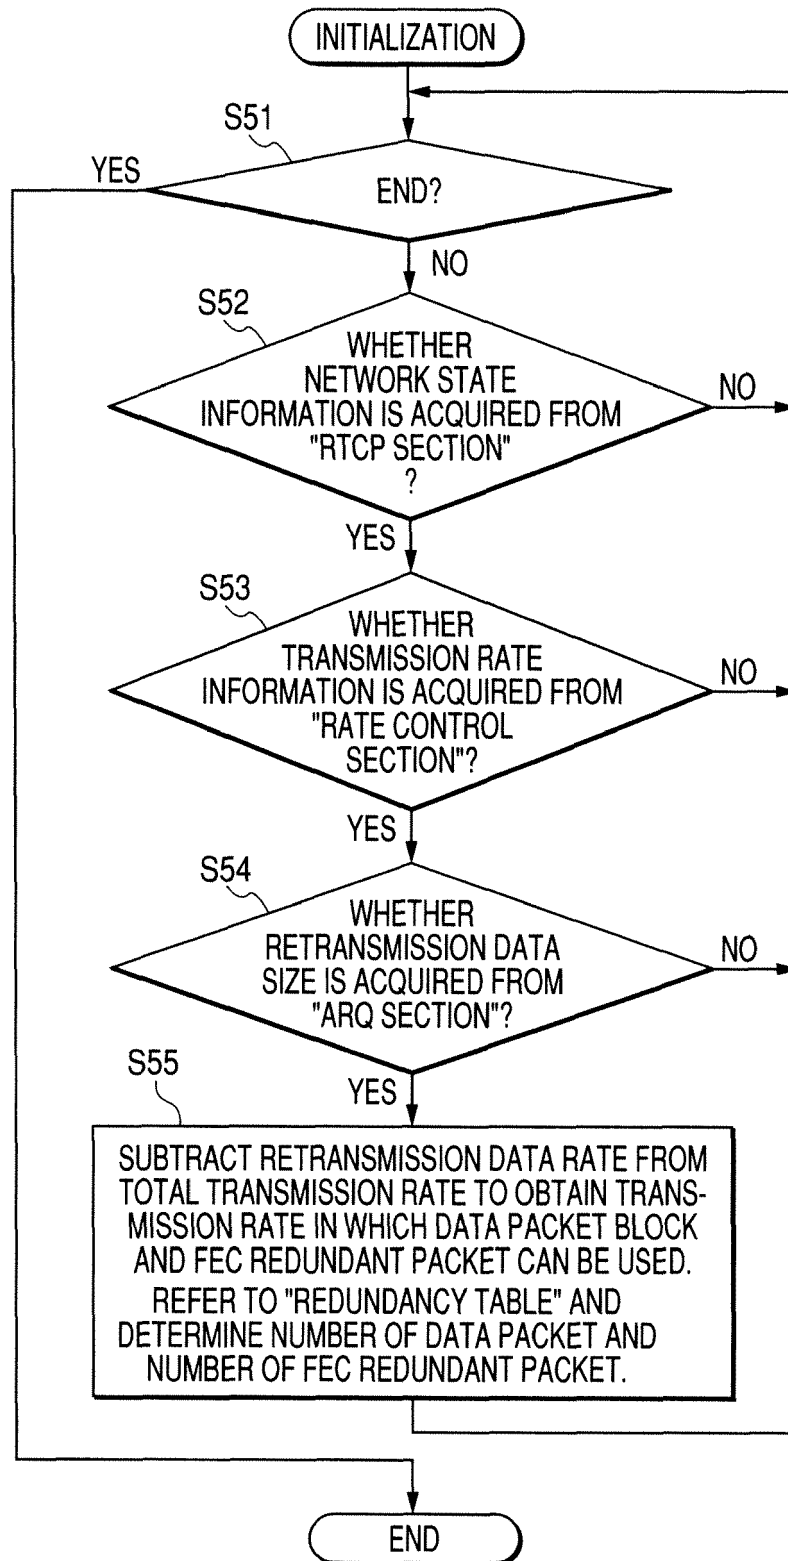 INITIALIZATION
S51
YES
END?
NO
S52
WHETHER
NETWORK STATE
INFORMATION IS ACQUIRED FROM
"RTCP SECTION"
?
NO
YES
S53
WHETHER
TRANSMISSION RATE
INFORMATION IS ACQUIRED FROM
"RATE CONTROL
SECTION"?
NO
YES
S54
WHETHER
RETRANSMISSION DATA
SIZE IS ACQUIRED FROM
"ARQ SECTION"?
NO
YES
S55
SUBTRACT RETRANSMISSION DATA RATE FROM
TOTAL TRANSMISSION RATE TO OBTAIN TRANS-
MISSION RATE IN WHICH DATA PACKET BLOCK
AND FEC REDUNDANT PACKET CAN BE USED.
REFER TO "REDUNDANCY TABLE" AND
DETERMINE NUMBER OF DATA PACKET AND
NUMBER OF FEC REDUNDANT PACKET.
END